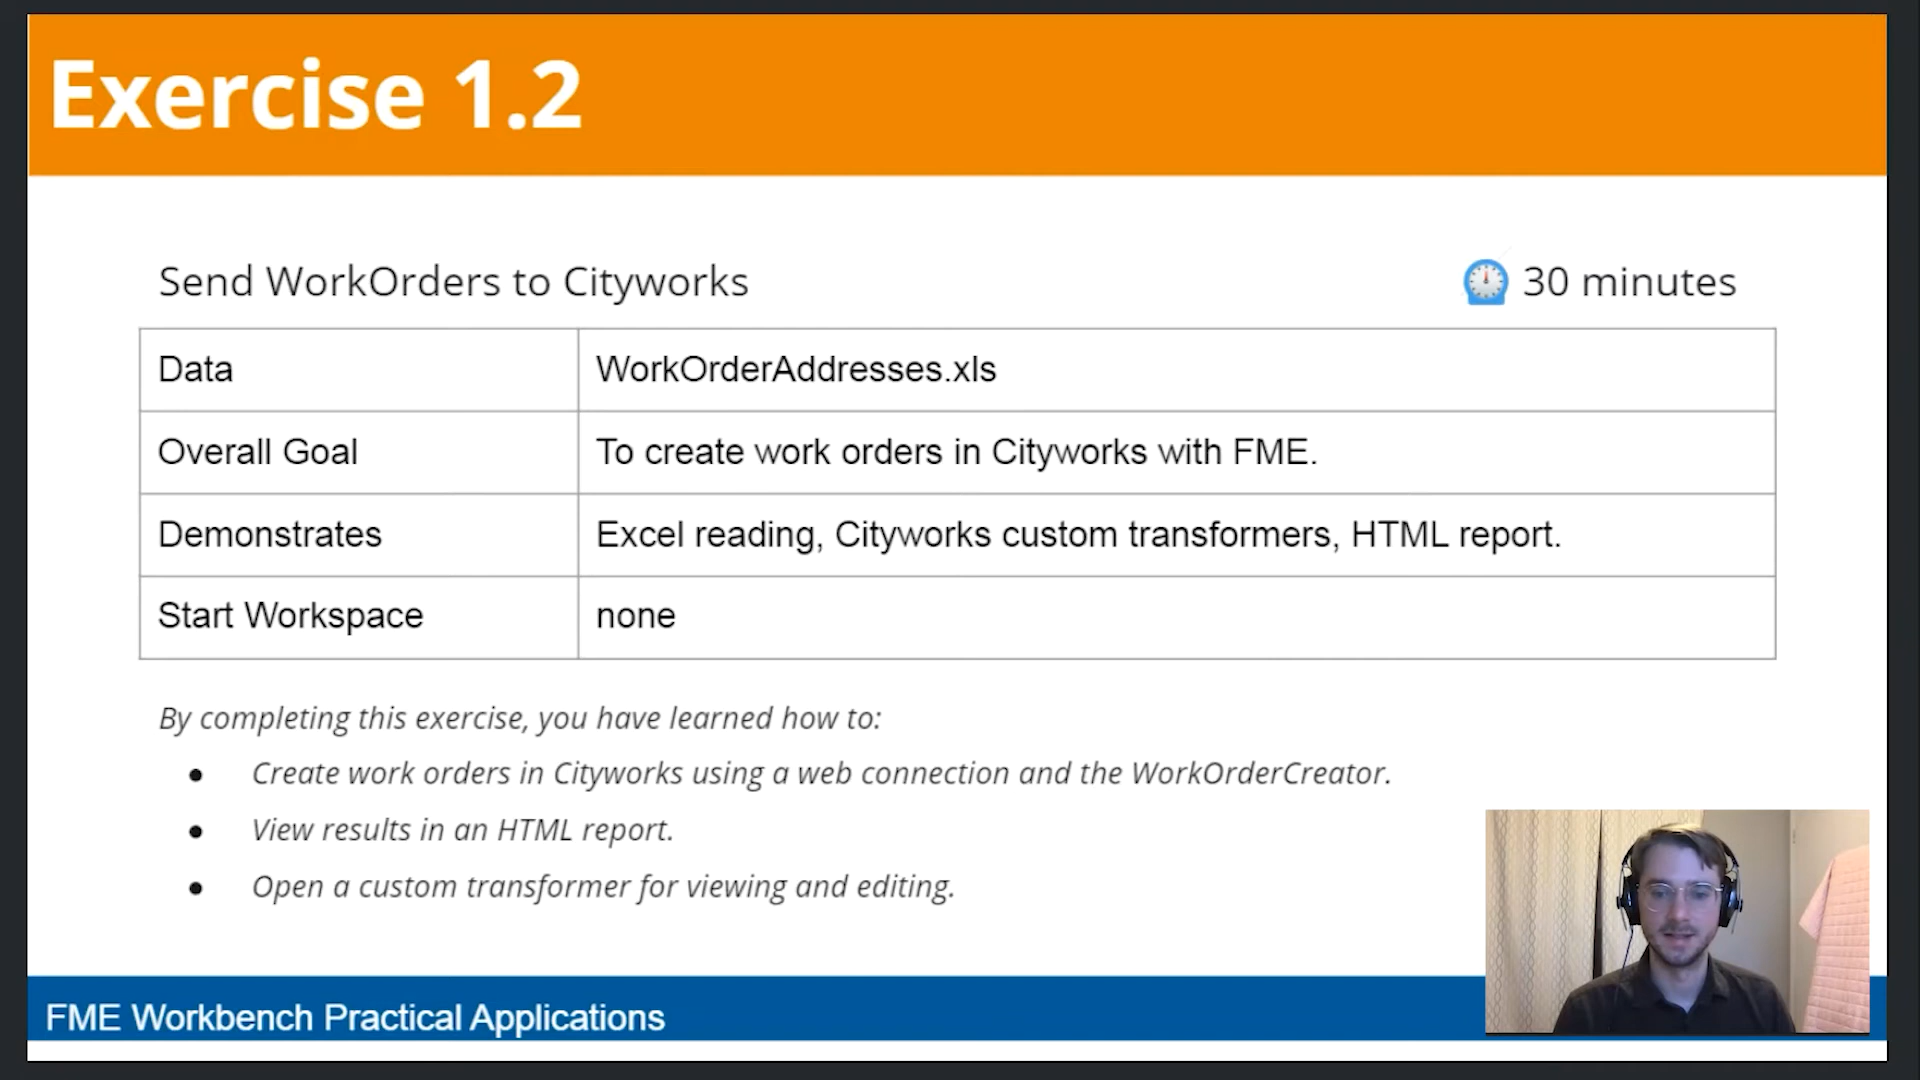 Exercise 1.2
Send WorkOrders to Cityworks
30 minutes
Data
WorkOrderAddresses.xls
Overall Goal
To create work orders in Cityworks with FME.
Demonstrates
Excel reading, Cityworks custom transformers, HTML report.
Start Workspace
none
By completing this exercise, you have learned how to:
● Create work orders in Cityworks using a web connection and the WorkOrderCreator.
● View results in an HTML report.
● Open a custom transformer for viewing and editing.
FME Workbench Practical Applications